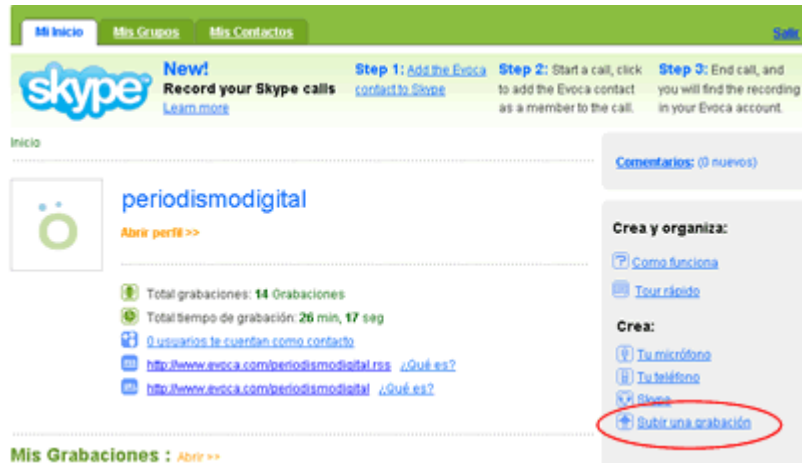 Mi Inicio
Mis Grupos
Mis Contactos
Salir
skype
New!
Record your Skype calls
Learn more
Step 1: Add the Evoca
contact to Skype
Step 2: Start a call, click
to add the Evoca contact
as a member to the call.
Step 3: End call, and
you will find the recording
in your Evoca account.
Inicio
ö
periodismodigital
Abrir perfil >>
Total grabaciones: 14 Grabaciones
Total tiempo de grabación: 26 min, 17 seg
0 usuarios te cuentan como contacto
http://www.evoca.com/periodismodigital.rss ¿Qué es?
http://www.evoca.com/periodismodigital ¿Qué es?
Mis Grabaciones : Abrir >>
Comentarios: (0 nuevos)
Crea y organiza:
Como funciona
Tour rápido
Crea:
Tu micrófono
Tu teléfono
Skype
Subir una grabación